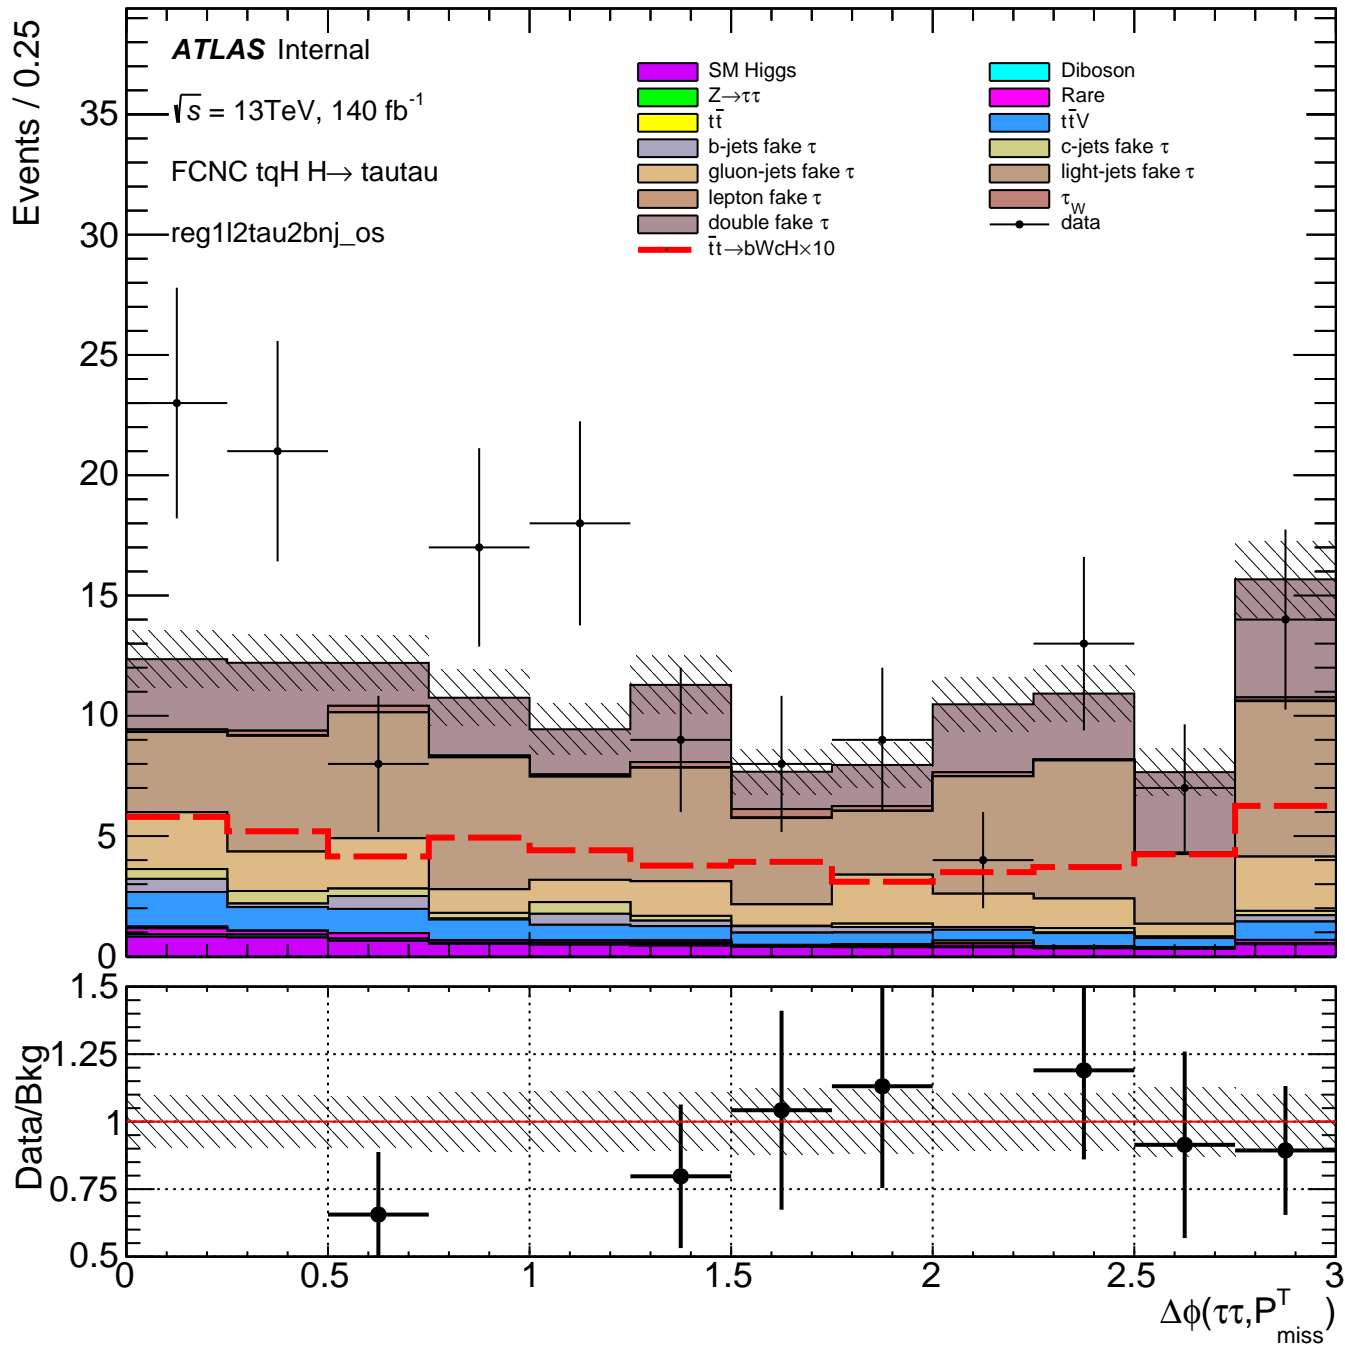 Events / 0.25
ATLAS Internal
√s = 13TeV, 140 fb⁻¹
FCNC tqH H→ tautau
reg1l2tau2bnj_os
SM Higgs
Z→ττ
tt̄
b-jets fake τ
gluon-jets fake τ
lepton fake τ
double fake τ
t̄t→bWcH×10
Diboson
Rare
tt̄V
c-jets fake τ
light-jets fake τ
τ_W
data
35
30
25
20
15
10
5
0
Data/Bkg
1.5
1.25
1
0.75
0.5
0 0.5 1 1.5 2 2.5 3
Δϕ(ττ,P^T_miss)